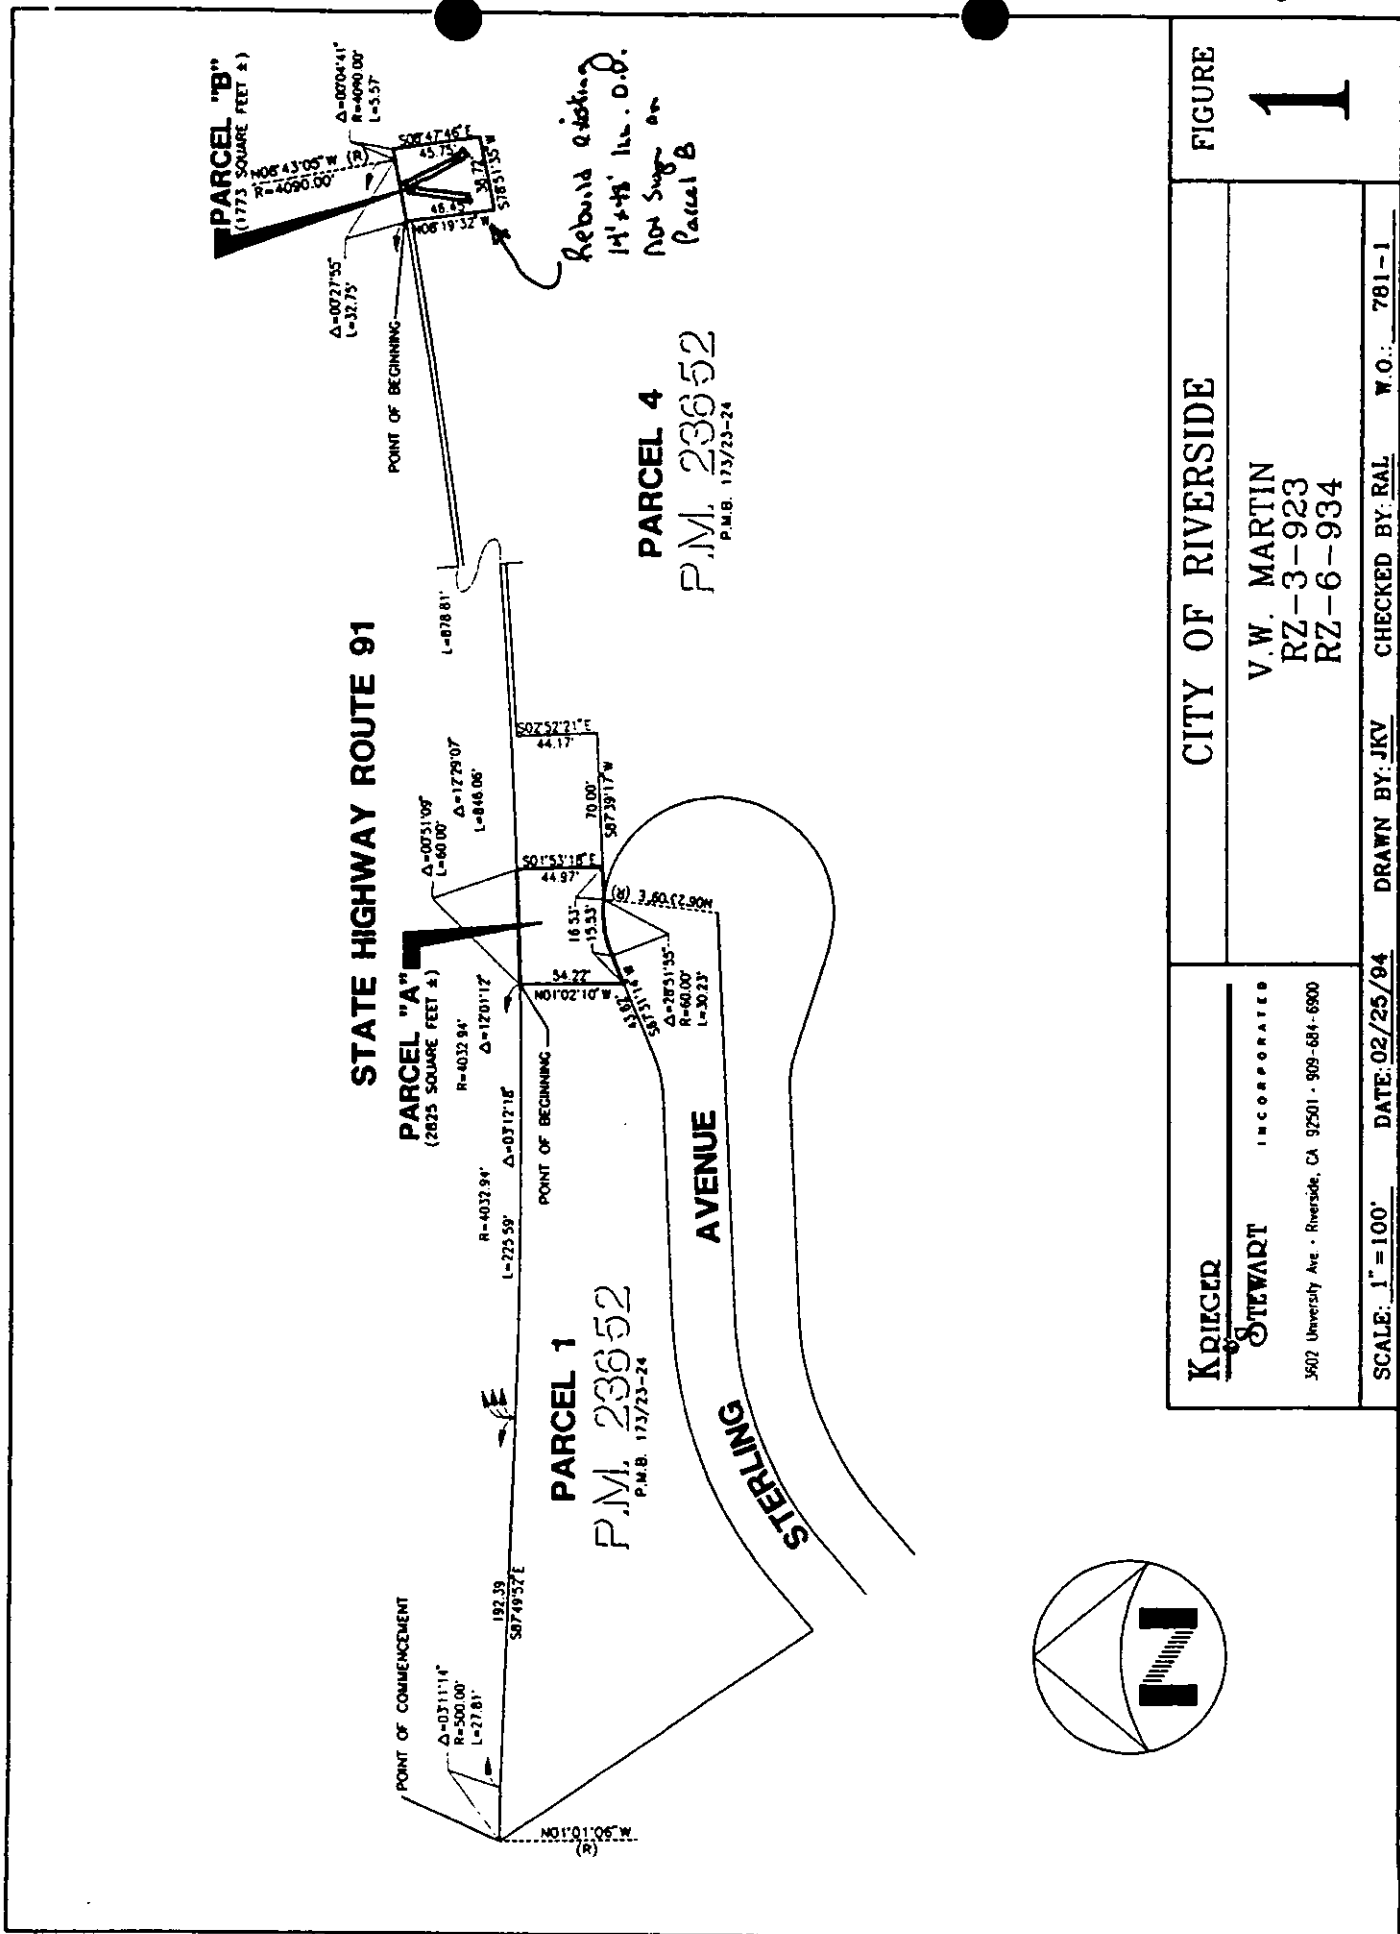 STATE HIGHWAY ROUTE 91
POINT OF COMMENCEMENT
Δ=03°11'14"
R=500.00'
L=27.81'
N01°01'06"W
(R)
192.39
S87°49'52"E
PARCEL 1
P.M. 23652
P.M.B. 173/23-24
R=4032.94'
L=225.59' Δ=03°12'18"
PARCEL "A"
(2825 SQUARE FEET ±)
R=4032.94'
Δ=12°01'12"
POINT OF BEGINNING
Δ=00°51'09"
L=60.00'
Δ=12°29'07"
L=846.06'
L=878.81'
54.22'
N01°02'10"W
S01°53'18"E
44.97'
16.53'
15.53'
43.62'
S67°31'14"W
Δ=28°51'55"
R=60.00'
L=30.23'
N06°23'09"E (R)
70.00'
S87°39'17"W
S02°52'21"E
44.17'
STERLING
AVENUE
PARCEL 4
P.M. 23652
P.M.B. 173/23-24
POINT OF BEGINNING
Δ=00°27'55"
L=32.75'
PARCEL "B"
(1773 SQUARE FEET ±)
N08°43'05"W (R)
R=4090.00'
Δ=00°04'41"
R=4090.00'
L=5.57'
S08°47'46"E
45.75'
38.72'
S78°51'35"W
46.45'
N08°19'32"W
Rebuild existing
14'x48'
Parcel B
N
KRIEGER
& STEWART
INCORPORATED
3602 University Ave. • Riverside, CA 92501 • 909-684-6900
CITY OF RIVERSIDE
V.W. MARTIN
RZ-3-923
RZ-6-934
FIGURE
1
SCALE: 1"=100' DATE: 02/25/94 DRAWN BY: JKV CHECKED BY: RAL W.O.: 781-1